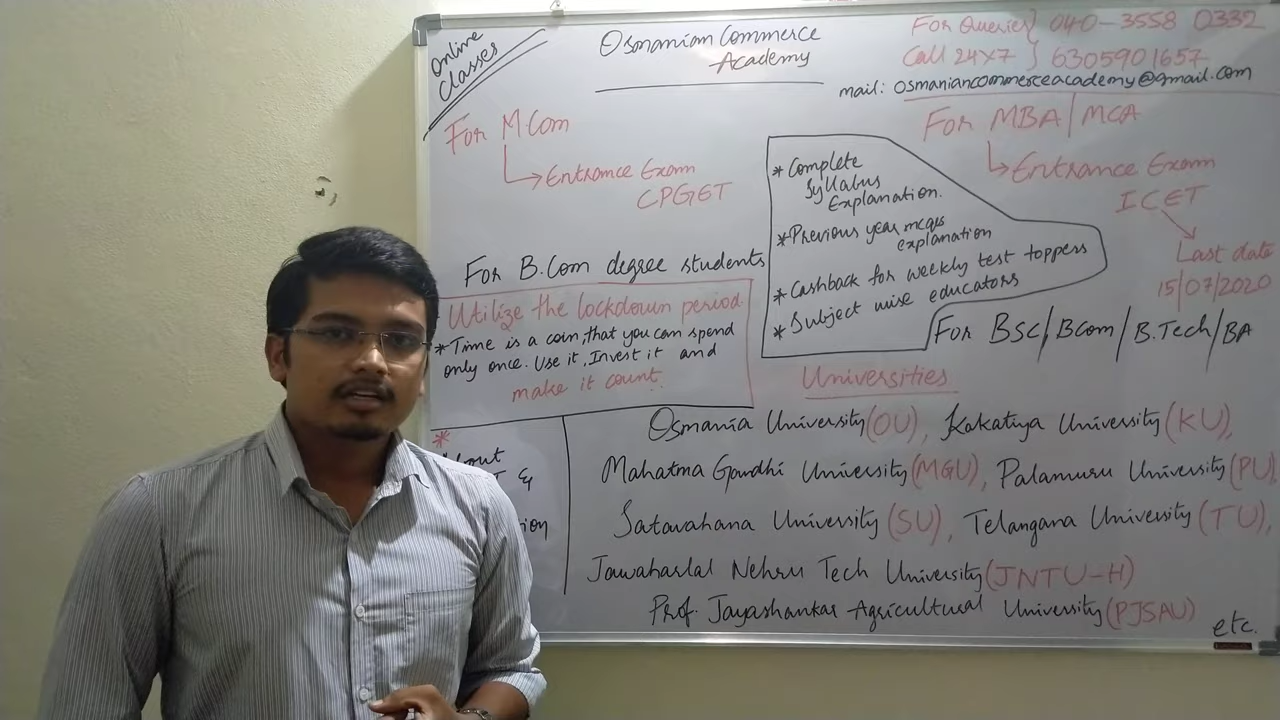 Online
Classes
Osmanian Commerce
Academy
For Queries} 040-3558 0332
Call 24x7 } 6305901657
mail: osmaniancommerceacademy@gmail.com
For M.Com
Entrance Exam
CPGET
For MBA/MCA
Entrance Exam
ICET
Last date
15/07/2020
* Complete
Syllabus
Explanation.
* Previous year mcqs
explanation
* Cashback for weekly test toppers
* Subject wise educators
For B.Com degree students
Utilize the lockdown period.
* Time is a coin, that you can spend
only once. Use it, Invest it and
make it count.
For BSC/BCom/B.Tech/BA
Universities
Osmania University (OU), Kakatiya University (KU),
Mahatma Gandhi University (MGU), Palamuru University (PU),
Satavahana University (SU), Telangana University (TU),
Jawaharlal Nehru Tech University (JNTU-H)
Prof. Jayashankar Agricultural University (PJSAU)
etc.
*
About
&